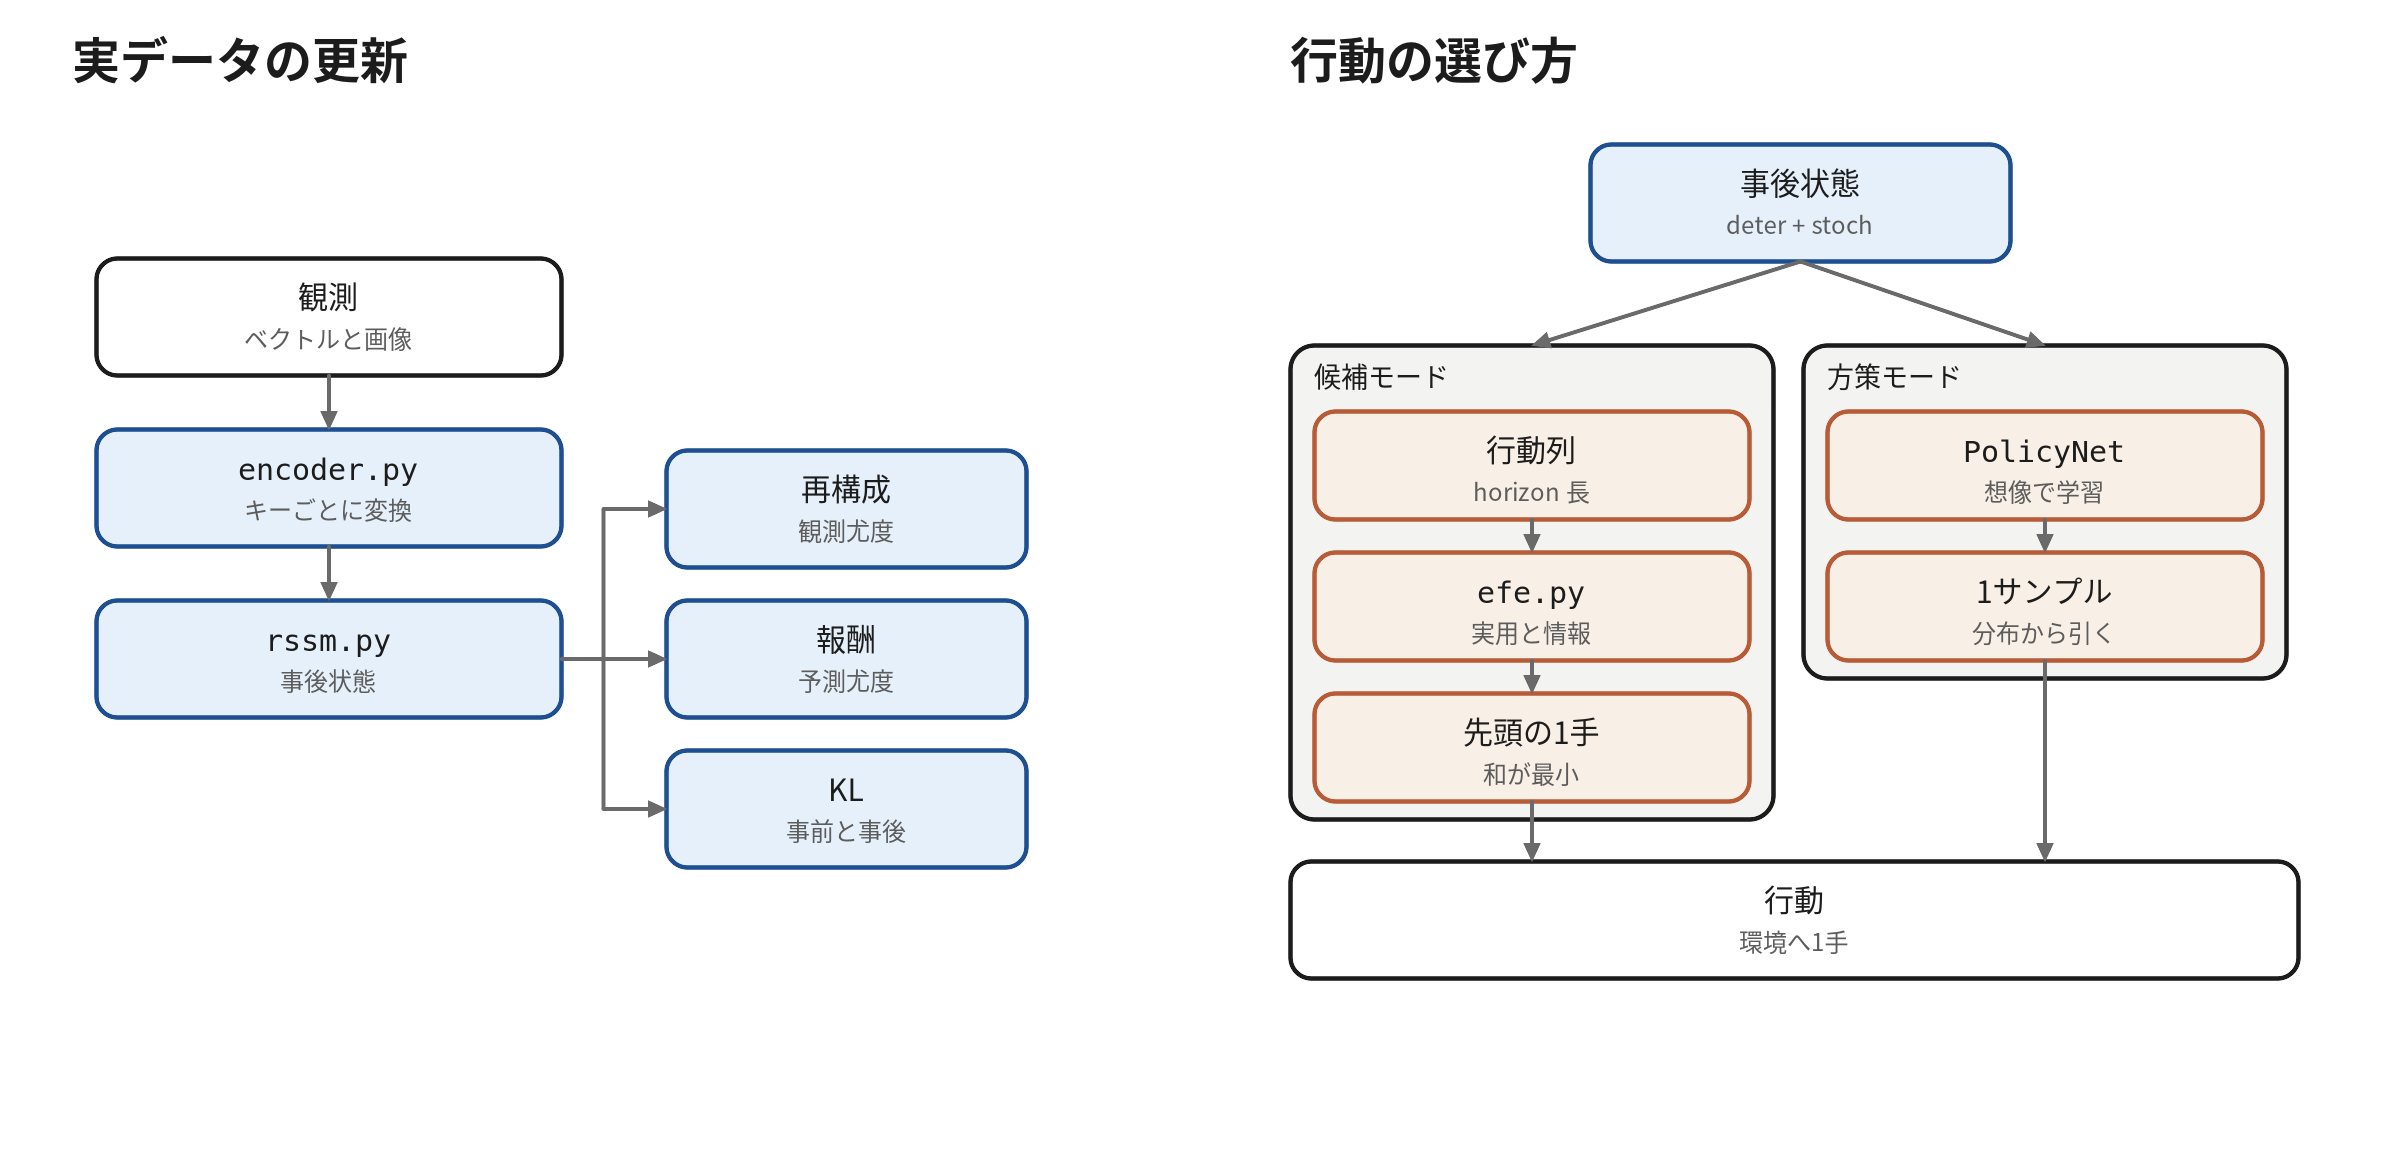 実データの更新
観測
ベクトルと画像
encoder.py
キーごとに変換
rssm.py
事後状態
再構成
観測尤度
報酬
予測尤度
KL
事前と事後
行動の選び方
事後状態
deter + stoch
候補モード
行動列
horizon 長
efe.py
実用と情報
先頭の1手
和が最小
方策モード
PolicyNet
想像で学習
1サンプル
分布から引く
行動
環境へ1手